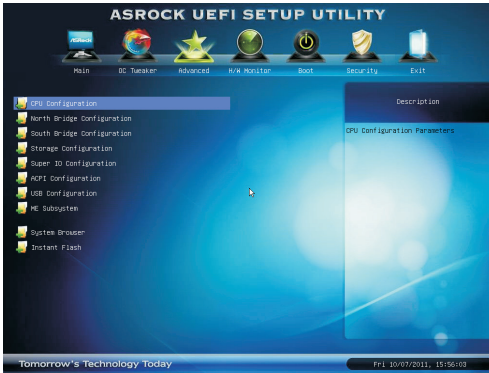 ASROCK UEFI SETUP UTILITY
ASRock
Main OC Tweaker Advanced H/W Monitor Boot Security Exit
CPU Configuration
North Bridge Configuration
South Bridge Configuration
Storage Configuration
Super IO Configuration
ACPI Configuration
USB Configuration
ME Subsystem
System Browser
Instant Flash
Description
CPU Configuration Parameters
Tomorrow's Technology Today
Fri 10/07/2011, 15:56:03